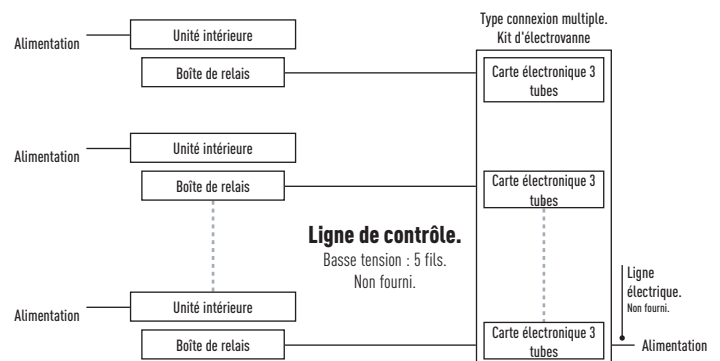 Type connexion multiple.
Kit d'électrovanne
Alimentation
Unité intérieure
Boîte de relais
Carte électronique 3
tubes
Alimentation
Unité intérieure
Boîte de relais
Carte électronique 3
tubes
Ligne de contrôle.
Basse tension : 5 fils.
Non fourni.
Ligne
électrique.
Non fourni.
Alimentation
Unité intérieure
Boîte de relais
Carte électronique 3
tubes
Alimentation